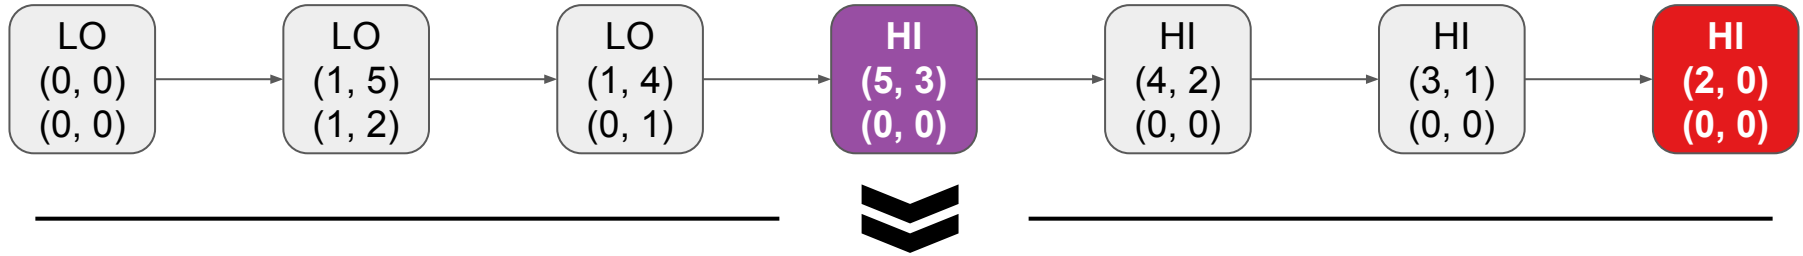 LO
(0, 0)
(0, 0)
LO
(1, 5)
(1, 2)
LO
(1, 4)
(0, 1)
HI
(5, 3)
(0, 0)
HI
(4, 2)
(0, 0)
HI
(3, 1)
(0, 0)
HI
(2, 0)
(0, 0)